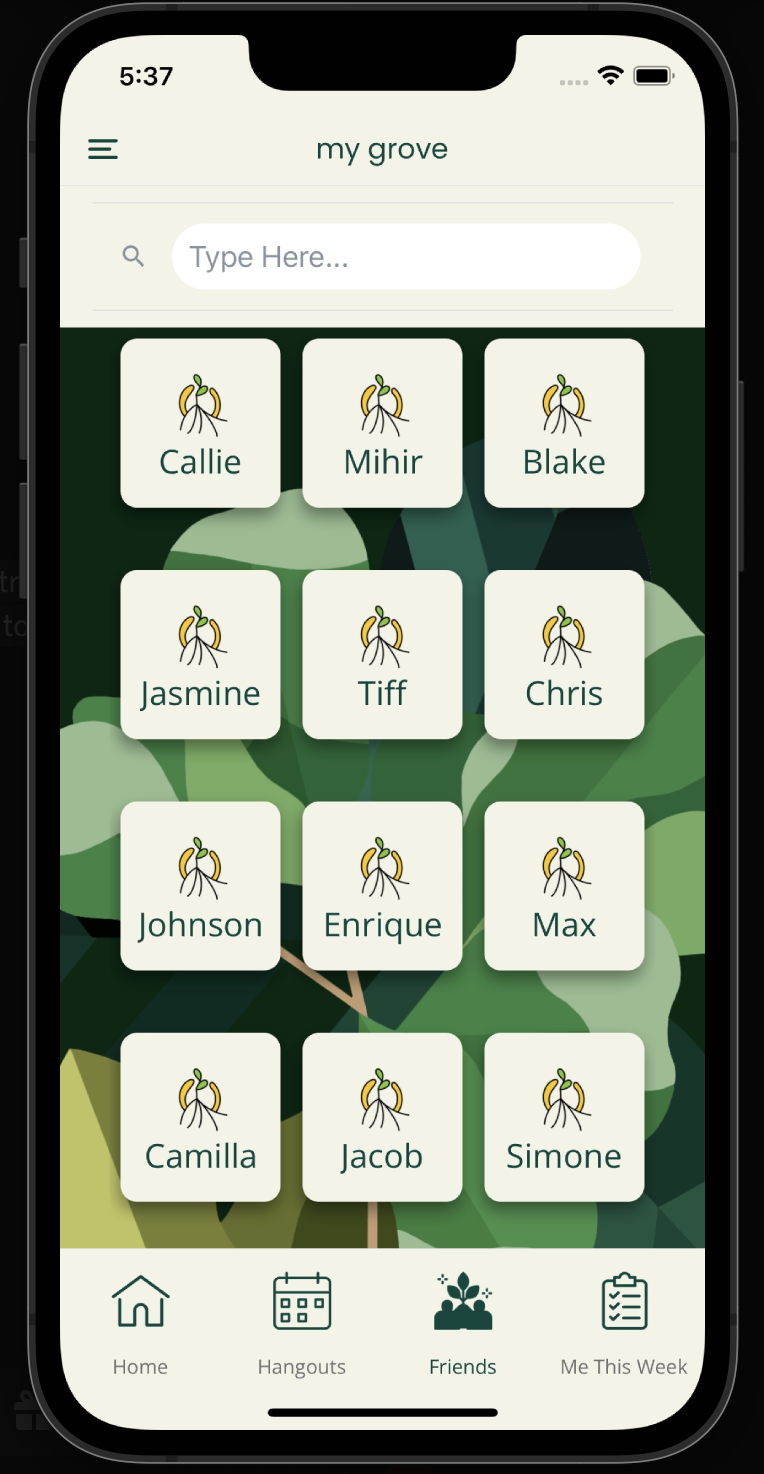 5:37
my grove
Type Here...
Callie Mihir Blake
Jasmine Tiff Chris
Johnson Enrique Max
Camilla Jacob Simone
Home Hangouts Friends Me This Week